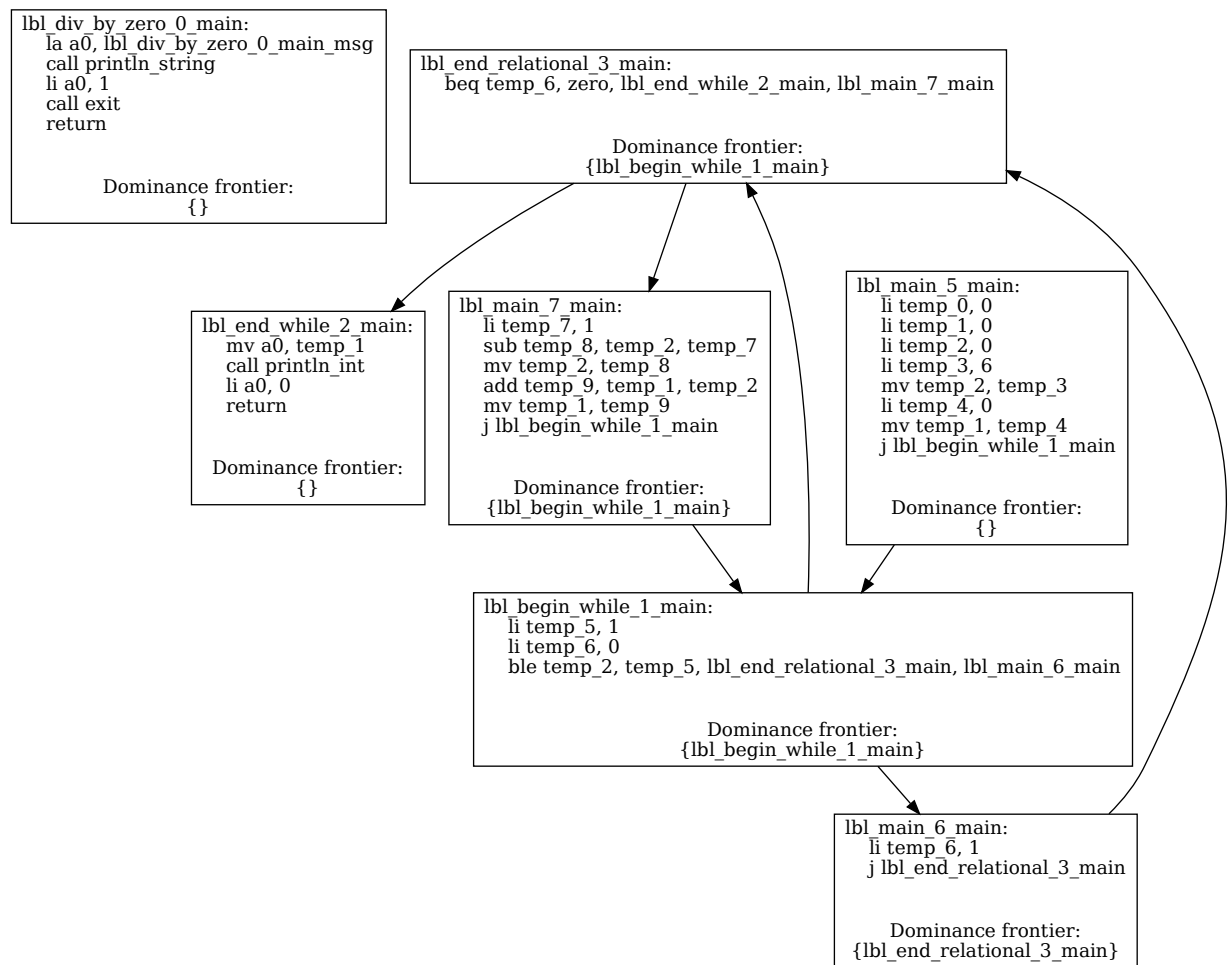 lbl_div_by_zero_0_main:
la a0, lbl_div_by_zero_0_main_msg
call println_string
li a0, 1
call exit
return
Dominance frontier:
{}
lbl_end_relational_3_main:
beq temp_6, zero, lbl_end_while_2_main, lbl_main_7_main
Dominance frontier:
{lbl_begin_while_1_main}
lbl_end_while_2_main:
mv a0, temp_1
call println_int
li a0, 0
return
Dominance frontier:
{}
lbl_main_7_main:
li temp_7, 1
sub temp_8, temp_2, temp_7
mv temp_2, temp_8
add temp_9, temp_1, temp_2
mv temp_1, temp_9
j lbl_begin_while_1_main
Dominance frontier:
{lbl_begin_while_1_main}
lbl_main_5_main:
li temp_0, 0
li temp_1, 0
li temp_2, 0
li temp_3, 6
mv temp_2, temp_3
li temp_4, 0
mv temp_1, temp_4
j lbl_begin_while_1_main
Dominance frontier:
{}
lbl_begin_while_1_main:
li temp_5, 1
li temp_6, 0
ble temp_2, temp_5, lbl_end_relational_3_main, lbl_main_6_main
Dominance frontier:
{lbl_begin_while_1_main}
lbl_main_6_main:
li temp_6, 1
j lbl_end_relational_3_main
Dominance frontier:
{lbl_end_relational_3_main}